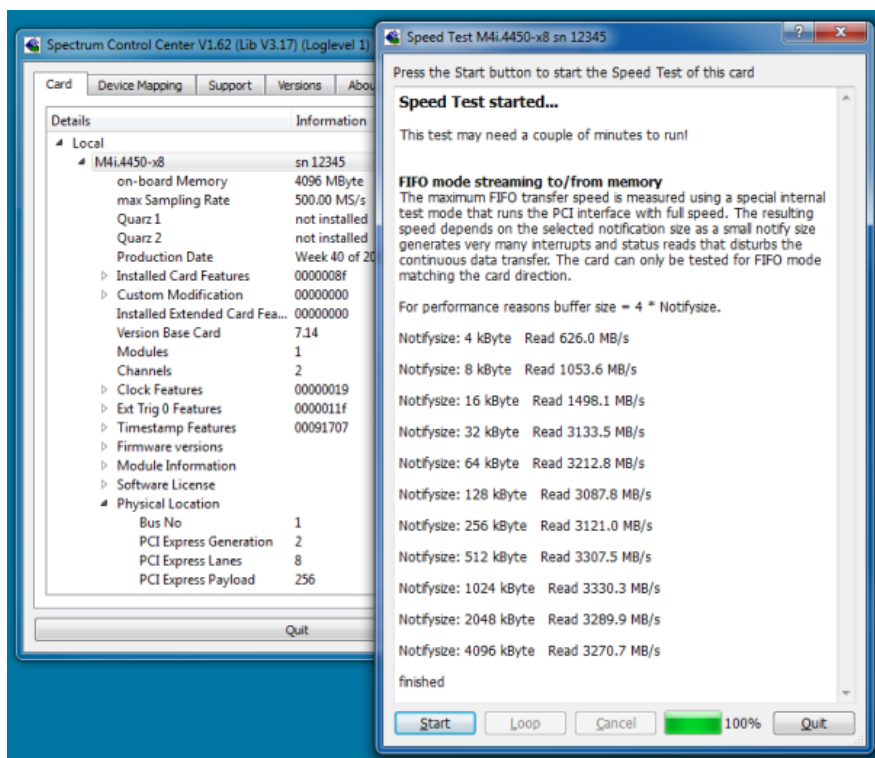 Spectrum Control Center V1.62 (Lib V3.17) (Loglevel 1)
Card Device Mapping Support Versions
Details Information
Local
M4i.4450-x8 sn 12345
on-board Memory 4096 MByte
max Sampling Rate 500.00 MS/s
Quarz 1 not installed
Quarz 2 not installed
Production Date Week 40 of
Installed Card Features 0000008f
Custom Modification 00000000
Installed Extended Card Fea... 00000000
Version Base Card 7.14
Modules 1
Channels 2
Clock Features 00000019
Ext Trig 0 Features 0000011f
Timestamp Features 00091707
Firmware versions
Module Information
Software License
Physical Location
Bus No 1
PCI Express Generation 2
PCI Express Lanes 8
PCI Express Payload 256
Quit
Speed Test M4i.4450-x8 sn 12345
Press the Start button to start the Speed Test of this card
Speed Test started...
This test may need a couple of minutes to run!
FIFO mode streaming to/from memory
The maximum FIFO transfer speed is measured using a special internal
test mode that runs the PCI interface with full speed. The resulting
speed depends on the selected notification size as a small notify size
generates very many interrupts and status reads that disturbs the
continuous data transfer. The card can only be tested for FIFO mode
matching the card direction.
For performance reasons buffer size = 4 * Notifysize.
Notifysize: 4 kByte Read 626.0 MB/s
Notifysize: 8 kByte Read 1053.6 MB/s
Notifysize: 16 kByte Read 1498.1 MB/s
Notifysize: 32 kByte Read 3133.5 MB/s
Notifysize: 64 kByte Read 3212.8 MB/s
Notifysize: 128 kByte Read 3087.8 MB/s
Notifysize: 256 kByte Read 3121.0 MB/s
Notifysize: 512 kByte Read 3307.5 MB/s
Notifysize: 1024 kByte Read 3330.3 MB/s
Notifysize: 2048 kByte Read 3289.9 MB/s
Notifysize: 4096 kByte Read 3270.7 MB/s
finished
Start Loop Cancel 100% Quit